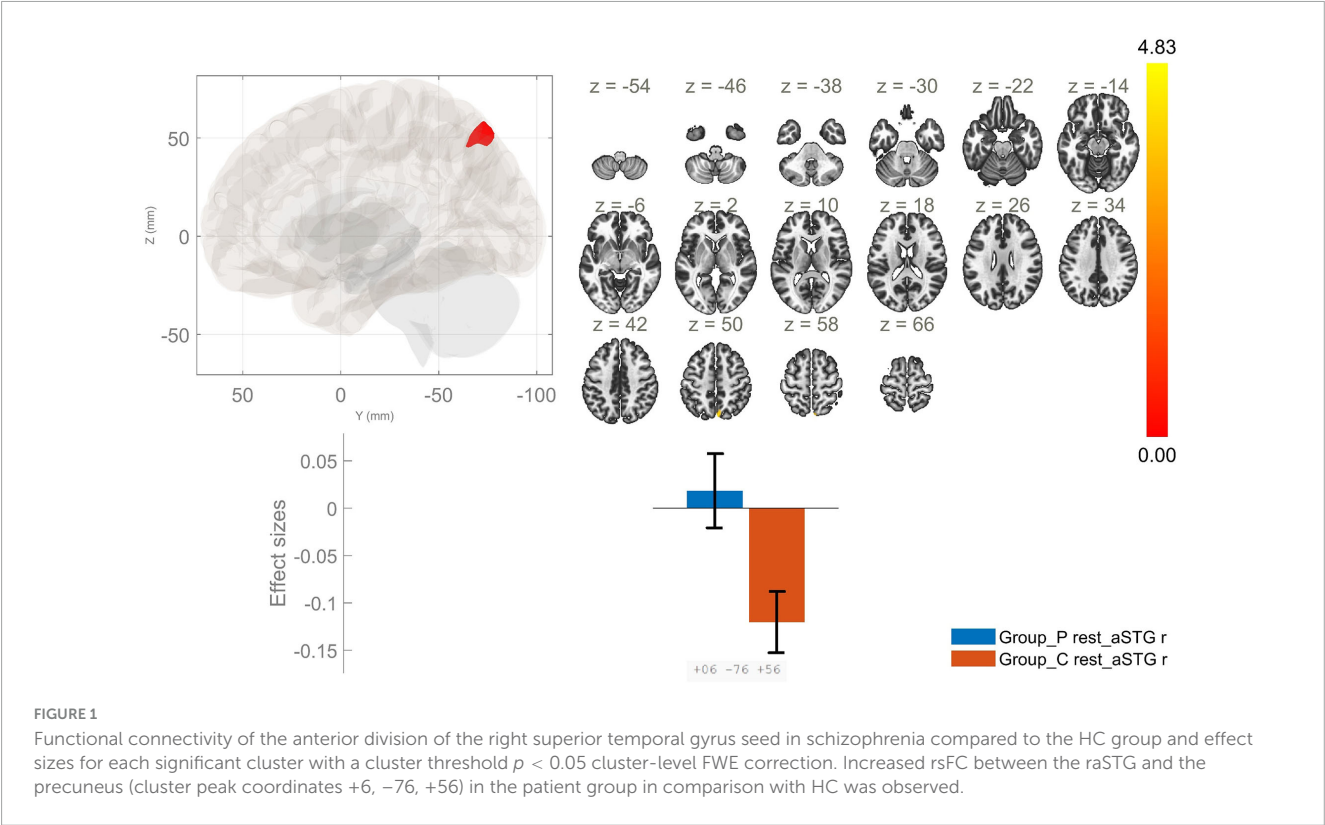 4.83
z = -54 z = -46 z = -38 z = -30 z = -22 z = -14
50
0
-50
Z (mm)
50 0 -50 -100
Y (mm)
z = -6 z = 2 z = 10 z = 18 z = 26 z = 34
z = 42 z = 50 z = 58 z = 66
0.00
0.05
0
-0.05
-0.1
-0.15
Effect sizes
+06 -76 +56
Group_P rest_aSTG r
Group_C rest_aSTG r
FIGURE 1
Functional connectivity of the anterior division of the right superior temporal gyrus seed in schizophrenia compared to the HC group and effect
sizes for each significant cluster with a cluster threshold p < 0.05 cluster-level FWE correction. Increased rsFC between the raSTG and the
precuneus (cluster peak coordinates +6, −76, +56) in the patient group in comparison with HC was observed.